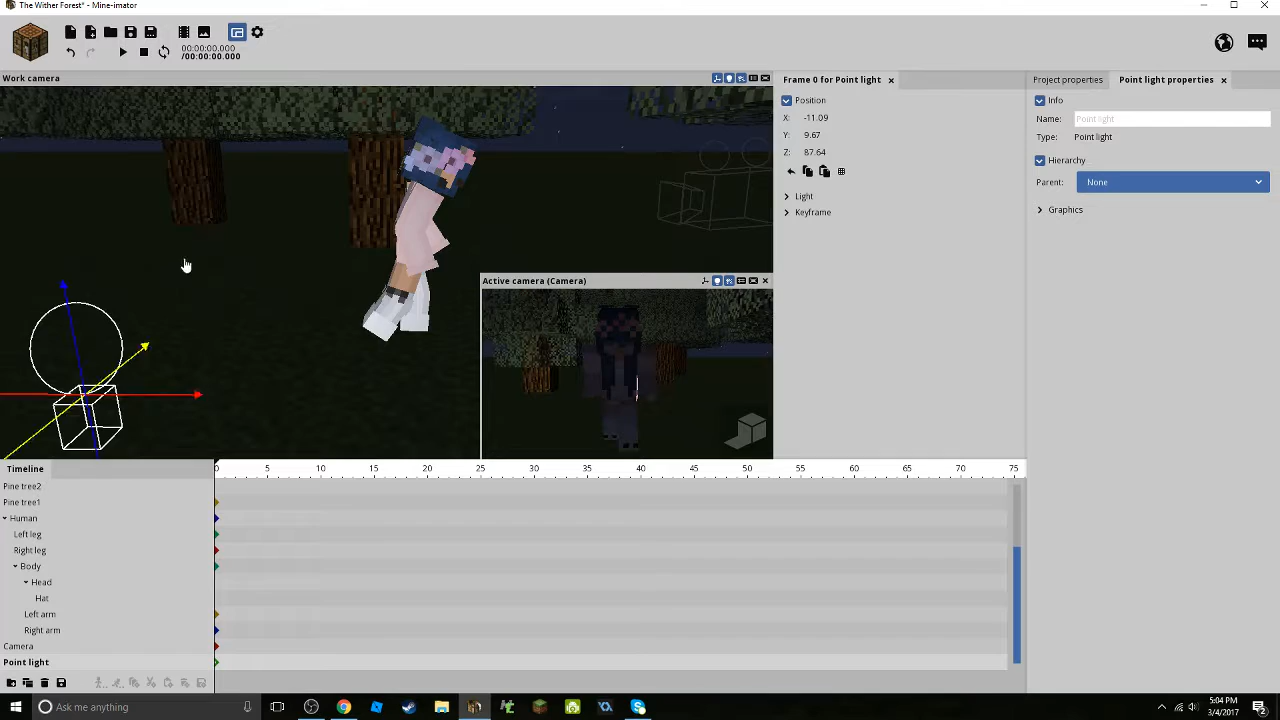 The Wither Forest* - Mine-imator
00:00:00.000
/00:00:00.000
Work camera
Frame 0 for Point light
Project properties
Point light properties
Position
X: -11.09
Y: 9.67
Z: 87.64
Light
Keyframe
Info
Name: Point light
Type: Point light
Hierarchy
Parent: None
Graphics
Active camera (Camera)
Timeline
0 5 10 15 20 25 30 35 40 45 50 55 60 65 70 75
Pine tree2
Pine tree1
Human
Left leg
Right leg
Body
Head
Hat
Left arm
Right arm
Camera
Point light
Ask me anything
5:04 PM
3/4/2017
2